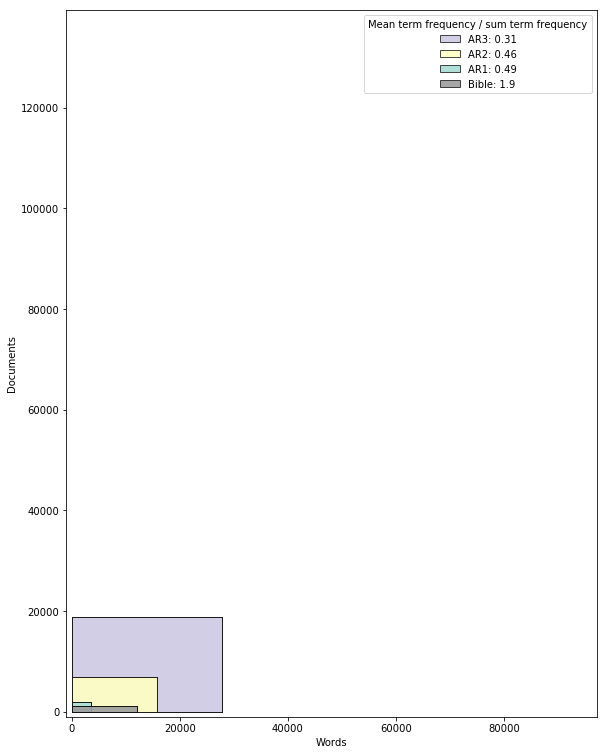 Mean term frequency / sum term frequency
AR3: 0.31
AR2: 0.46
AR1: 0.49
Bible: 1.9
120000
100000
80000
60000
40000
20000
0
Documents
0 20000 40000 60000 80000
Words